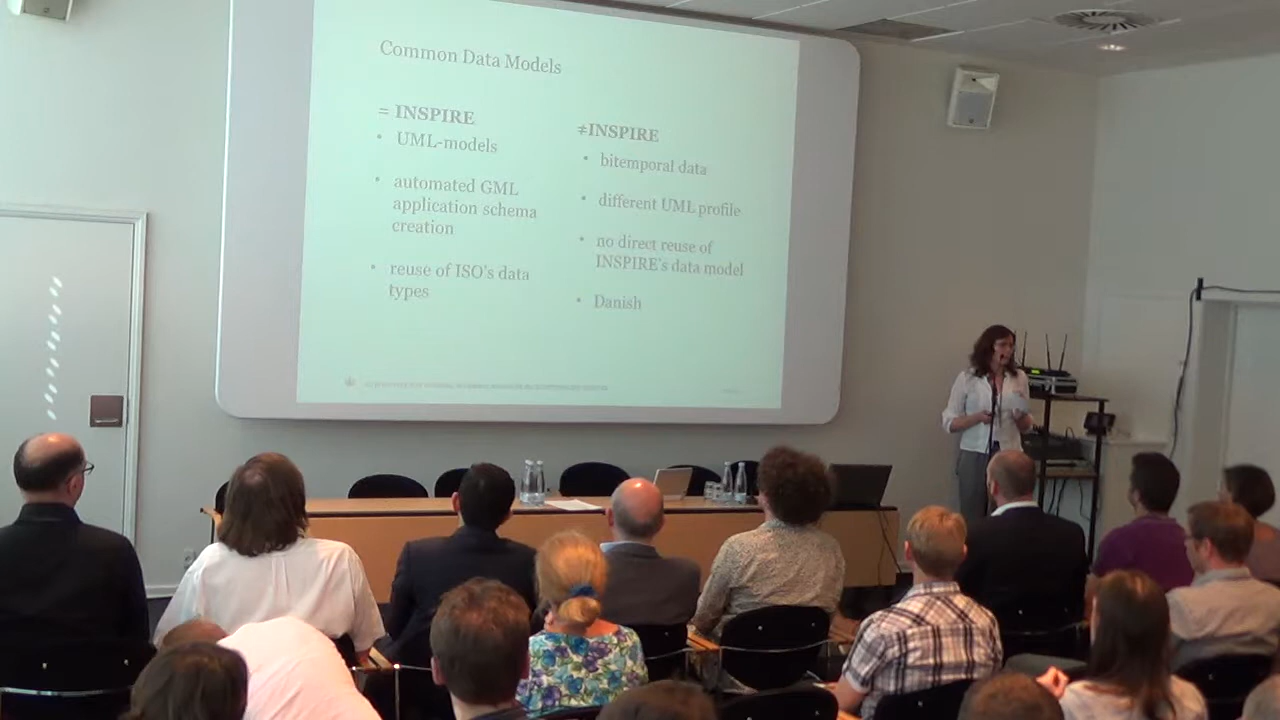 Common Data Models
= INSPIRE
• UML-models
• automated GML
application schema
creation
• reuse of ISO's data
types
≠INSPIRE
• bitemporal data
• different UML profile
• no direct reuse of
INSPIRE's data model
• Danish